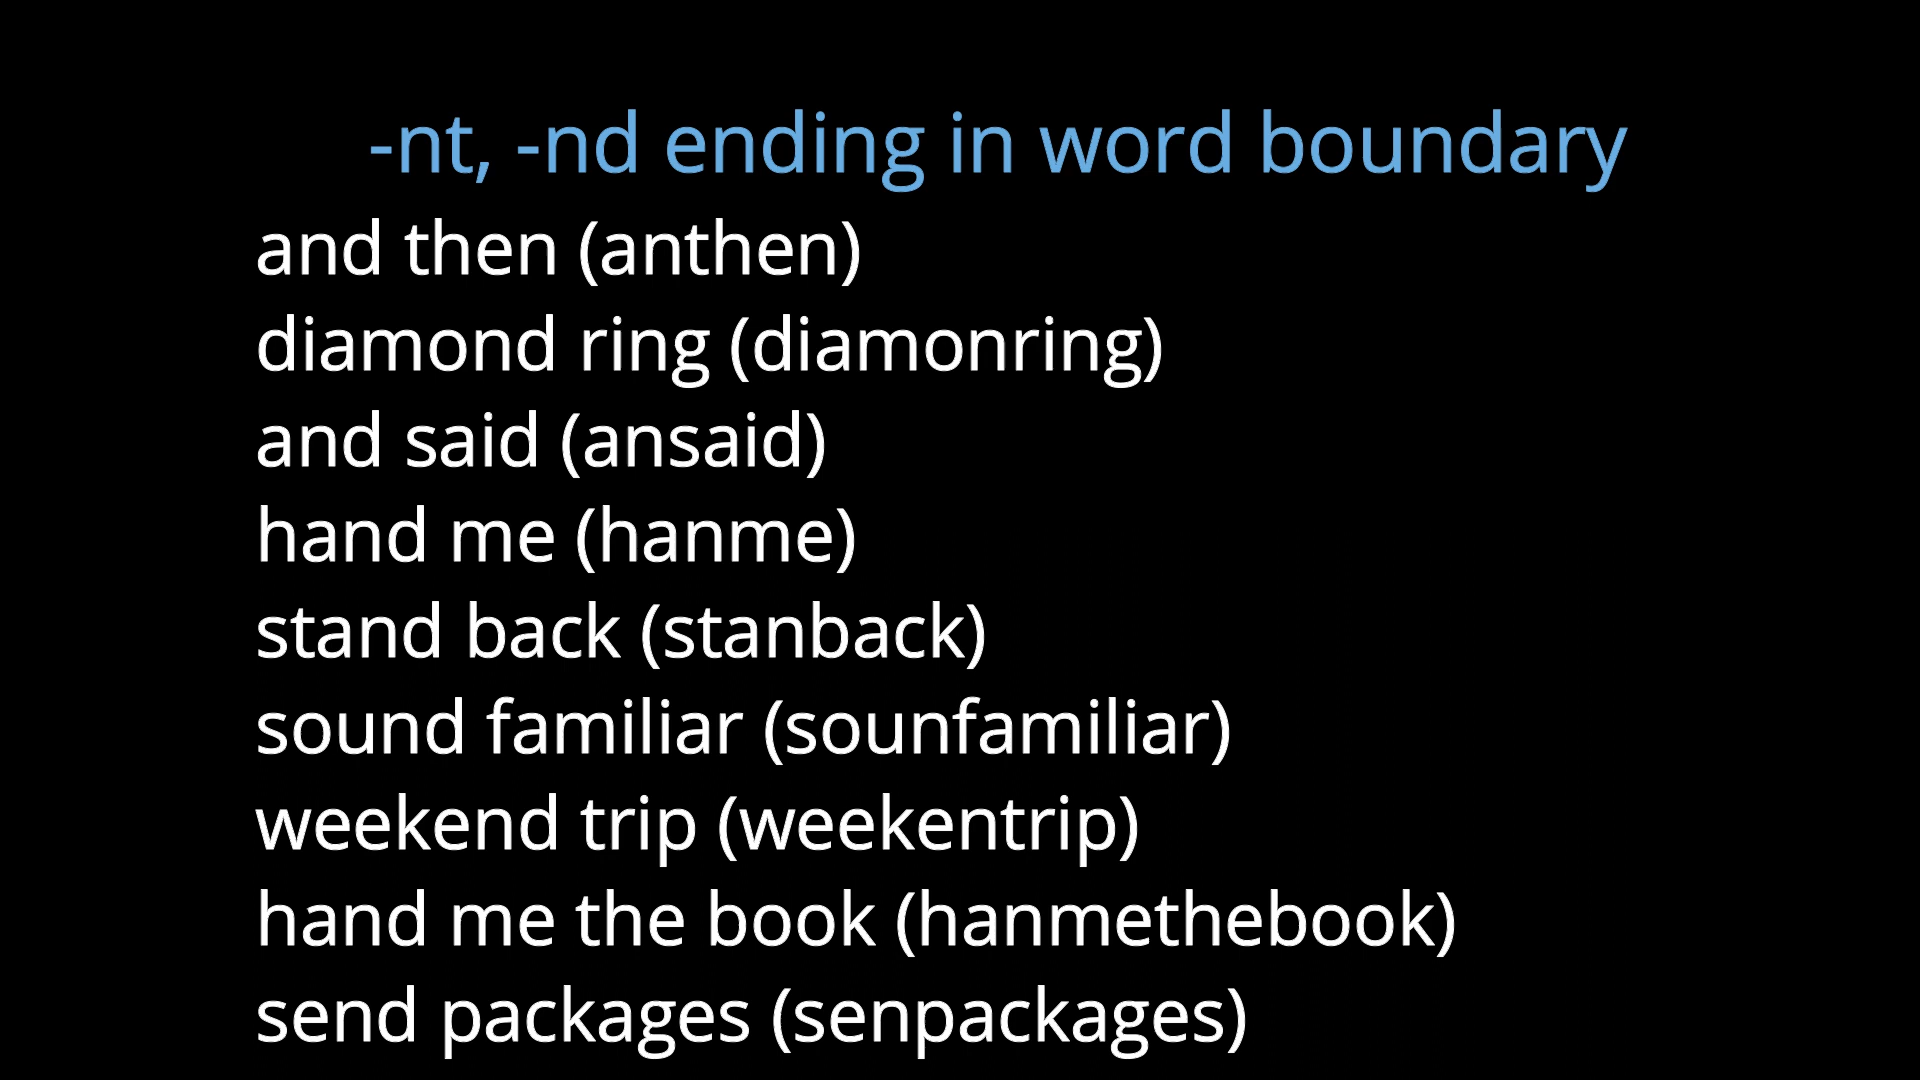 -nt, -nd ending in word boundary
and then (anthen)
diamond ring (diamonring)
and said (ansaid)
hand me (hanme)
stand back (stanback)
sound familiar (sounfamiliar)
weekend trip (weekentrip)
hand me the book (hanmethebook)
send packages (senpackages)